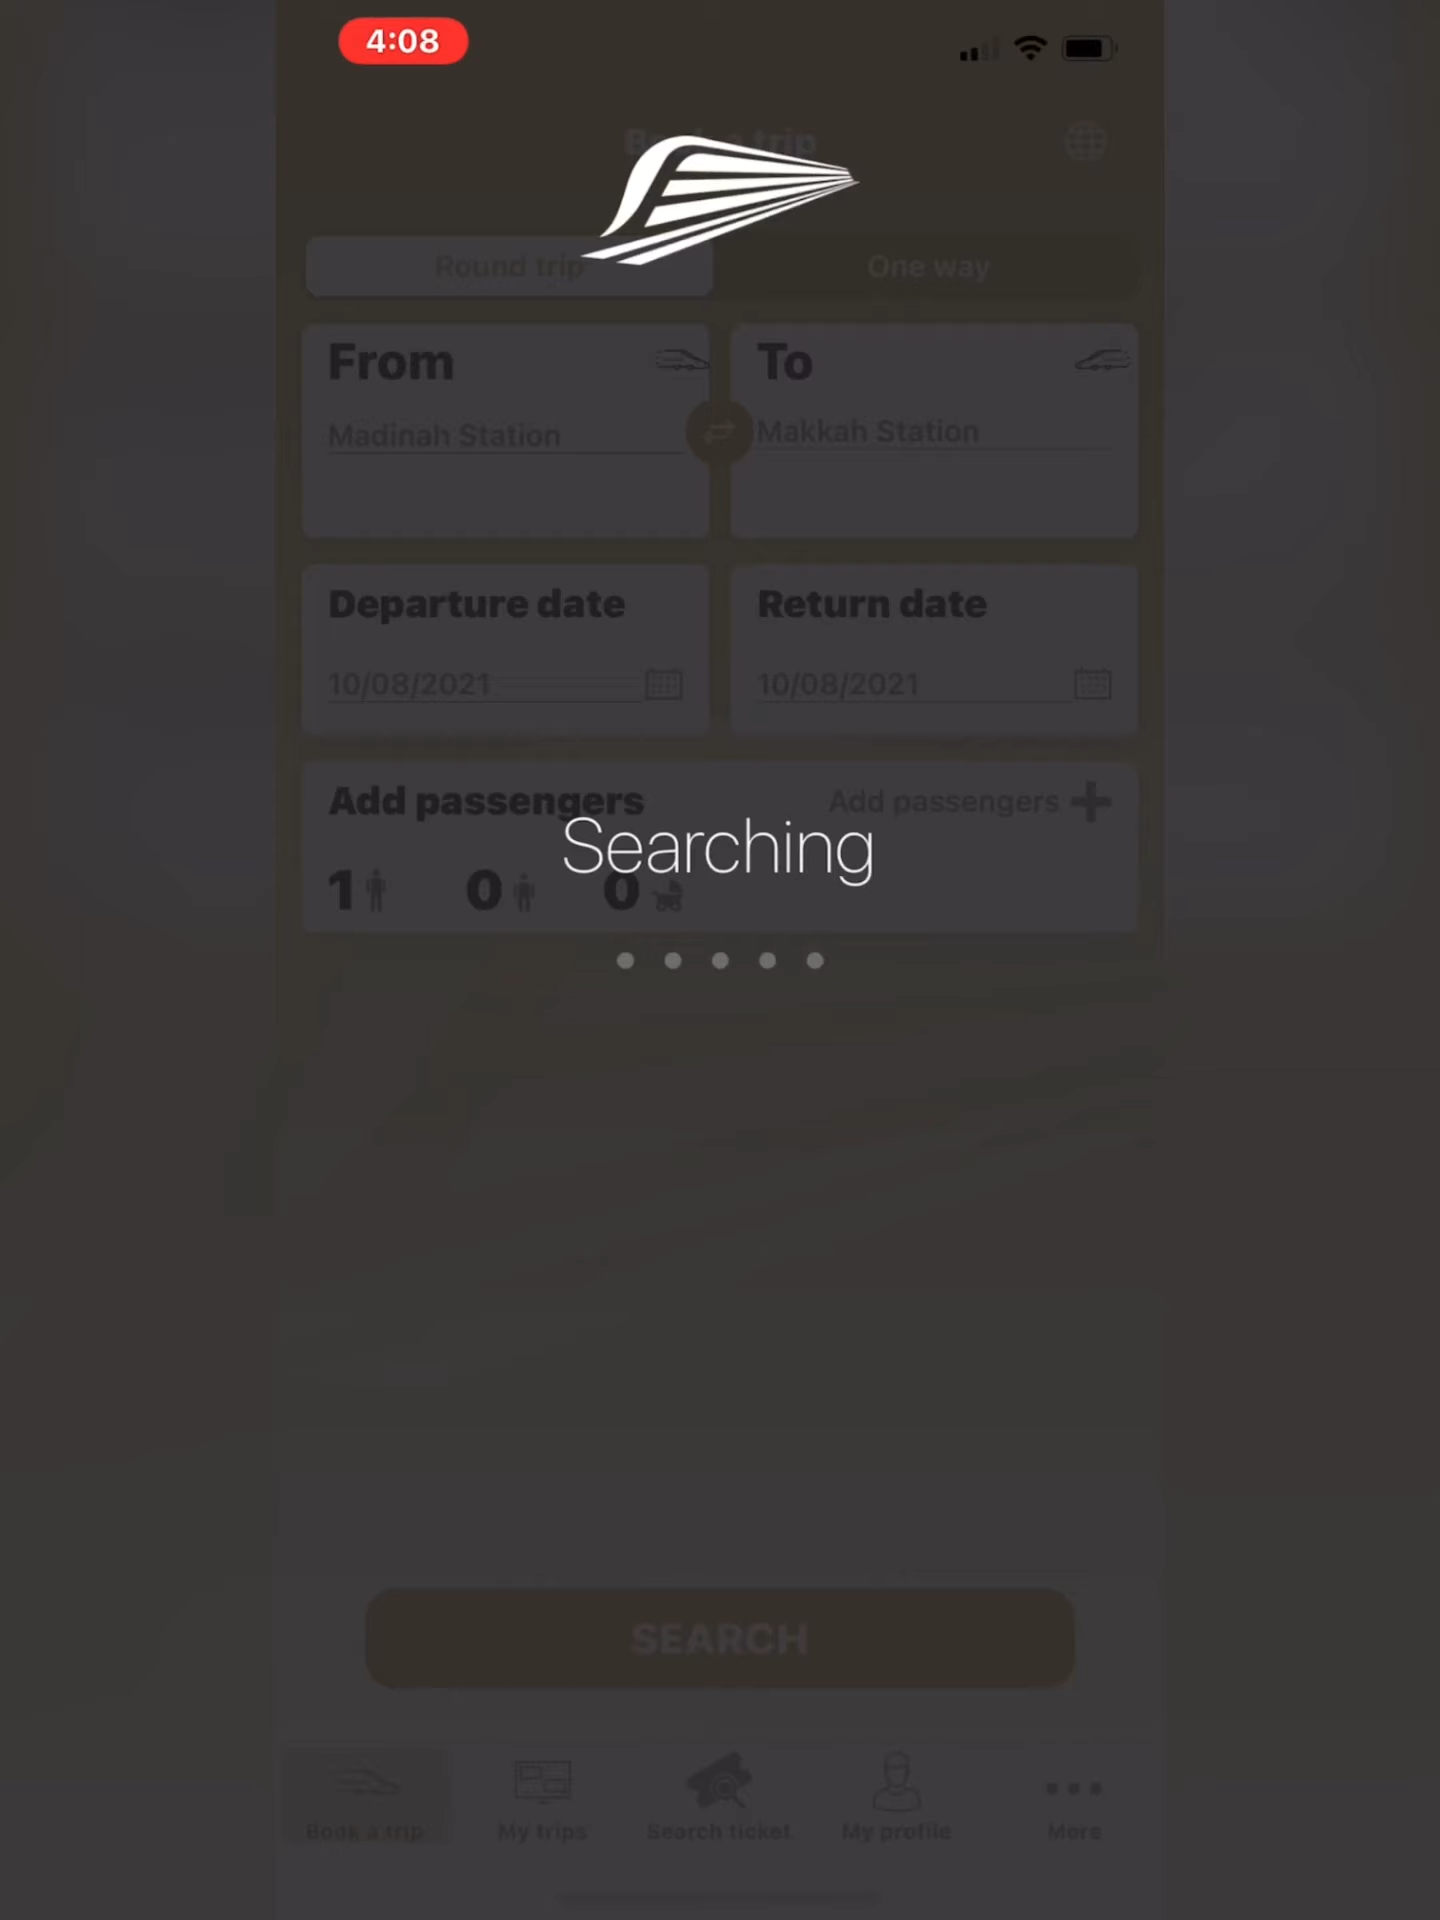 4:08
Book a trip
Round trip
One way
From
To
Madinah Station
Makkah Station
Departure date
Return date
10/08/2021
10/08/2021
Add passengers
Add passengers
Searching
1
0
0
SEARCH
Book a trip
My trips
Search ticket
My profile
More